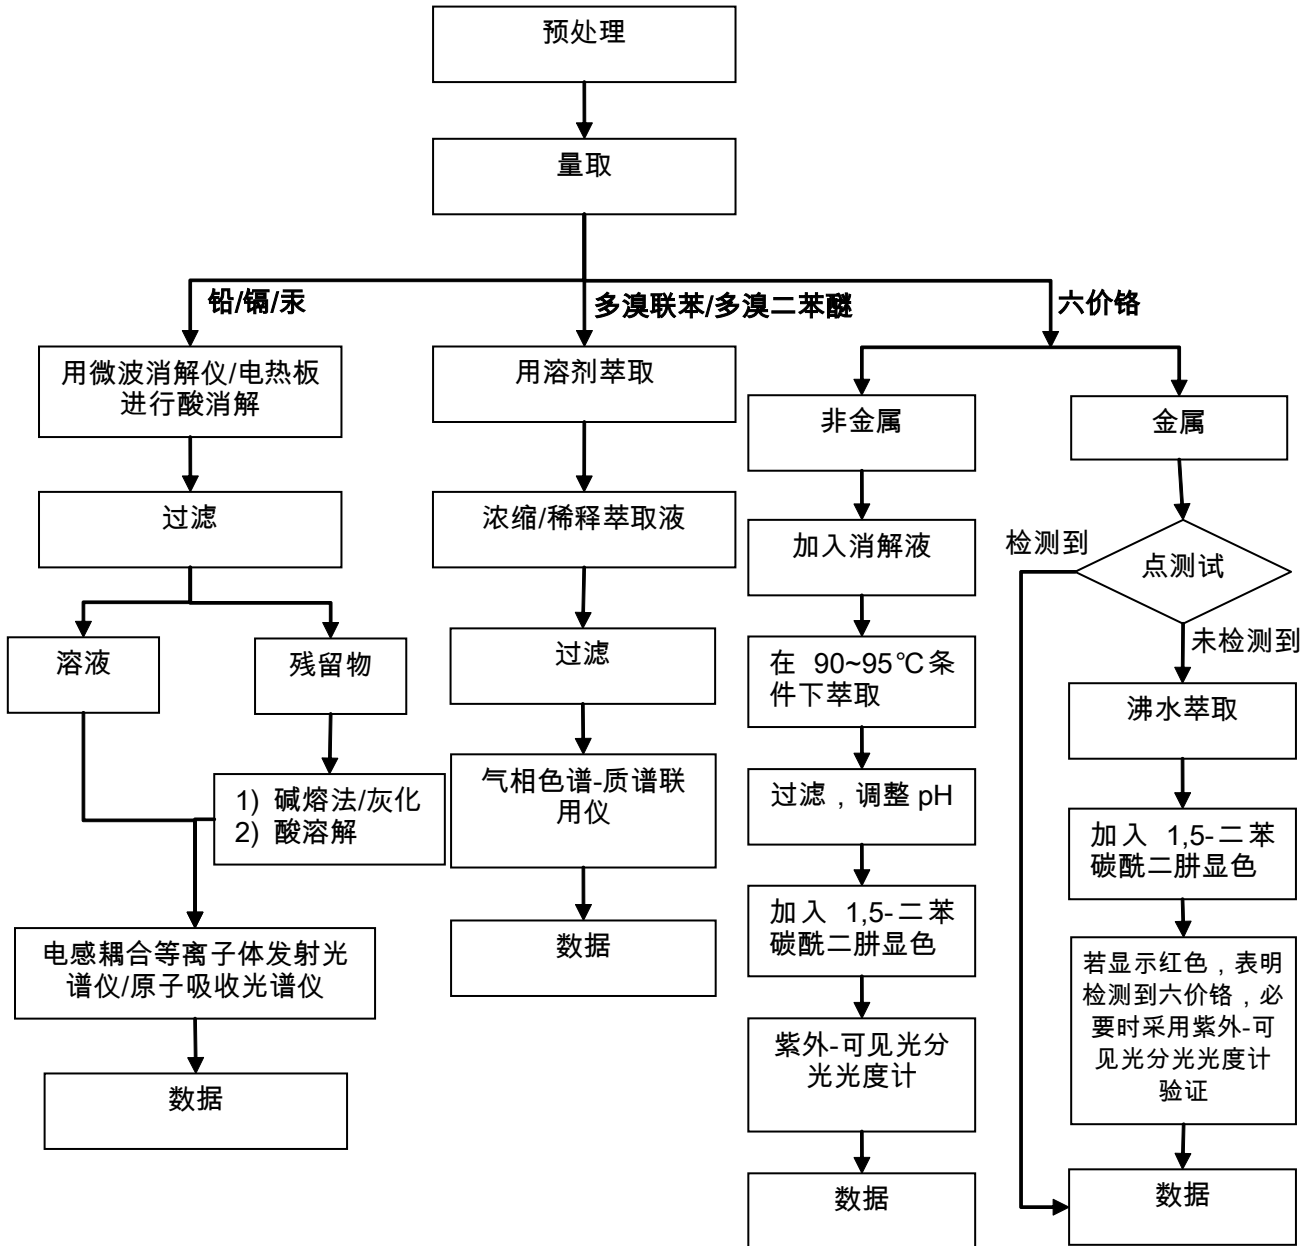 预处理
量取
铅/镉/汞
多溴联苯/多溴二苯醚
六价铬
用微波消解仪/电热板
进行酸消解
过滤
溶液
残留物
1) 碱熔法/灰化
2) 酸溶解
电感耦合等离子体发射光
谱仪/原子吸收光谱仪
数据
用溶剂萃取
浓缩/稀释萃取液
过滤
气相色谱-质谱联
用仪
数据
非金属
加入消解液
在 90~95℃条
件下萃取
过滤，调整 pH
加入 1,5-二苯
碳酰二肼显色
紫外-可见光分
光光度计
数据
金属
检测到
点测试
未检测到
沸水萃取
加入 1,5-二苯
碳酰二肼显色
若显示红色，表明
检测到六价铬，必
要时采用紫外-可
见光分光光度计
验证
数据